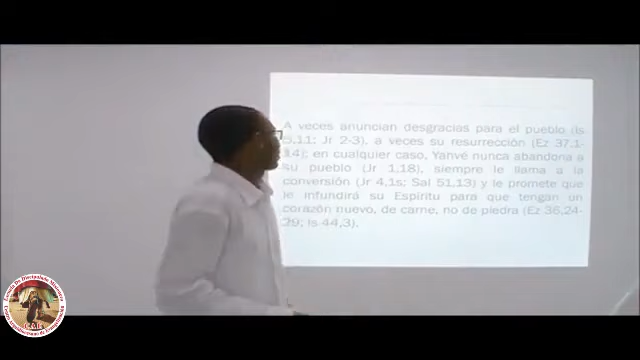 A veces anuncian desgracias para el pueblo (Is
5,11; Jr 2-3), a veces su resurrección (Ez 37,1-
14); en cualquier caso, Yahvé nunca abandona a
su pueblo (Jr 1,18), siempre le llama a la
conversión (Jr 4,1s; Sal 51,13) y le promete que
le infundirá su Espíritu para que tengan un
corazón nuevo, de carne, no de piedra (Ez 36,24-
29; Is 44,3).